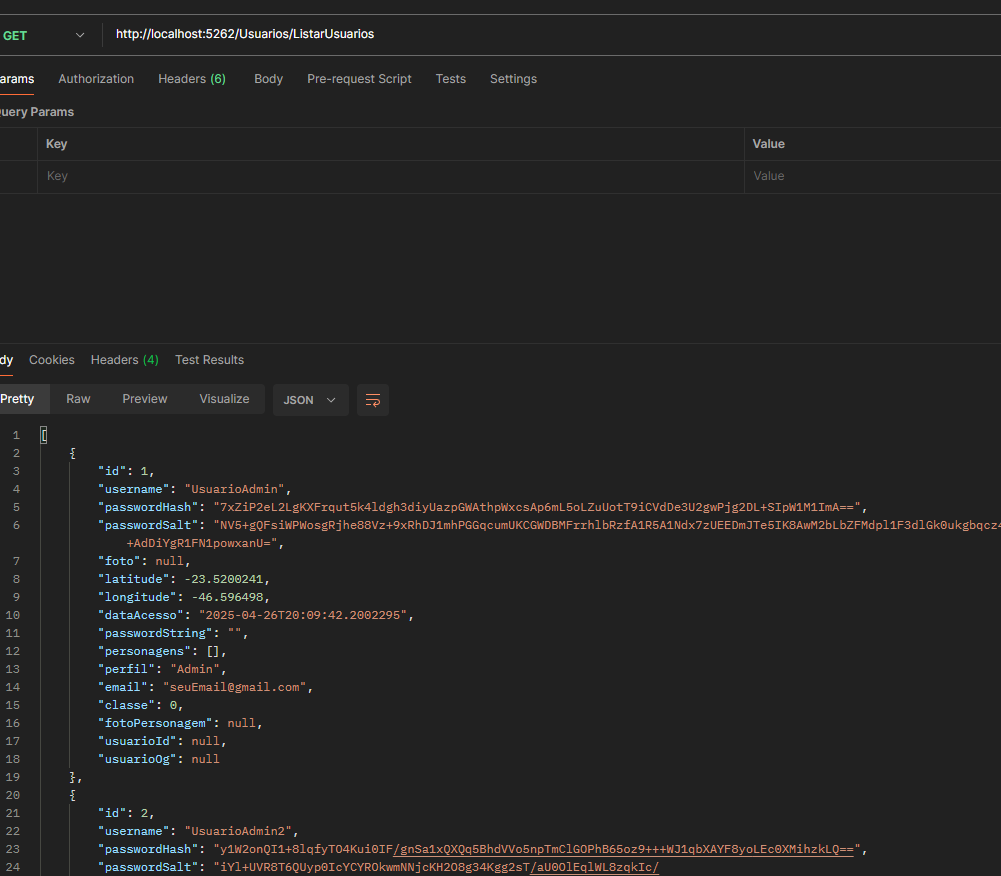 GET http://localhost:5262/Usuarios/ListarUsuarios
arams Authorization Headers (6) Body Pre-request Script Tests Settings
uery Params
Key Value
Key Value
dy Cookies Headers (4) Test Results
Pretty Raw Preview Visualize JSON
1 [
2 {
3 "id": 1,
4 "username": "UsuarioAdmin",
5 "passwordHash": "7xZiP2eL2LgKXFrqut5k4ldgh3diyUazpGWAthpWxcsAp6mL5oLZuUotT9iCVdDe3U2gwPjg2DL+SIpW1M1ImA==",
6 "passwordSalt": "NV5+gQFsiWPWosgRjhe88Vz+9xRhDJ1mhPGGqcumUKCGWDBMFrrhlbRzfA1R5A1Ndx7zUEEDmJTe5IK8AwM2bLbZFMdpl1F3dlGk0ukgbqcz4
+AdDiYgR1FN1powxanU=",
7 "foto": null,
8 "latitude": -23.5200241,
9 "longitude": -46.596498,
10 "dataAcesso": "2025-04-26T20:09:42.2002295",
11 "passwordString": "",
12 "personagens": [],
13 "perfil": "Admin",
14 "email": "seuEmail@gmail.com",
15 "classe": 0,
16 "fotoPersonagem": null,
17 "usuarioId": null,
18 "usuarioOg": null
19 },
20 {
21 "id": 2,
22 "username": "UsuarioAdmin2",
23 "passwordHash": "y1W2onQI1+8lqfyTO4Kui0IF/gnSa1xQXQq5BhdVVo5npTmClGOPhB65oz9+++WJ1qbXAYF8yoLEc0XMihzkLQ==",
24 "passwordSalt": "iYl+UVR8T6QUyp0IcYCYROkwmNNjcKH2O8g34Kgg2sT/aU0OlEqlWL8zqkIc/